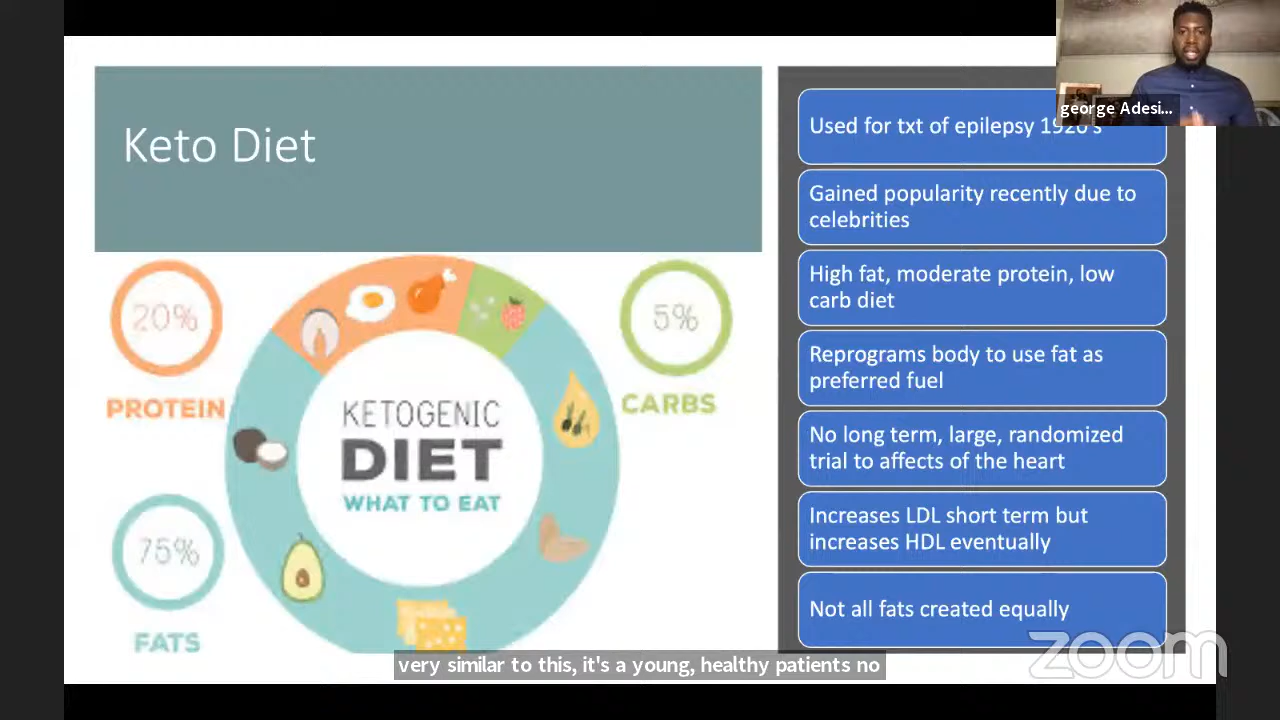 Keto Diet
20%
PROTEIN
5%
CARBS
KETOGENIC
DIET
WHAT TO EAT
75%
FATS
george Adesi...
Used for txt of epilepsy 1920's
Gained popularity recently due to
celebrities
High fat, moderate protein, low
carb diet
Reprograms body to use fat as
preferred fuel
No long term, large, randomized
trial to affects of the heart
Increases LDL short term but
increases HDL eventually
Not all fats created equally
zoom
very similar to this, it's a young, healthy patients no